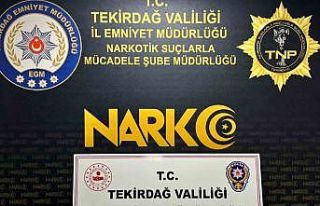 T.C.
TEKİRDAĞ VALİLİĞİ
İL EMNİYET MÜDÜRLÜĞÜ
NARKOTİK SUÇLARLA
MÜCADELE ŞUBE MÜDÜRLÜĞÜ
EMNİYET MÜDÜRLÜĞÜ
EGM
TNP
NARKO
T.C.
TEKİRDAĞ VALİLİĞİ